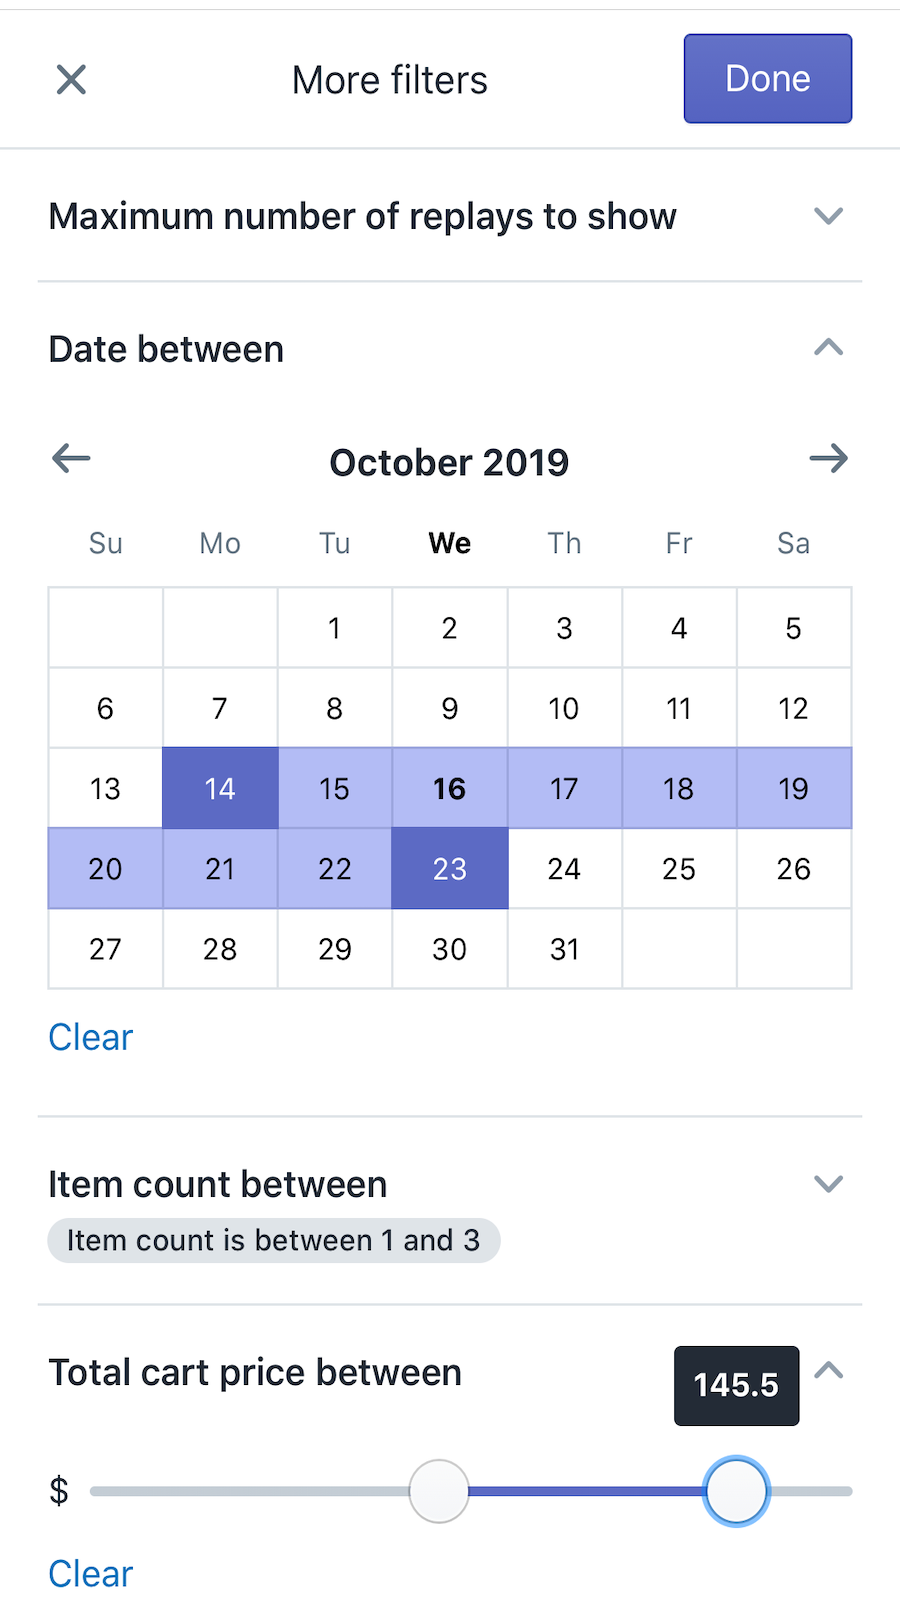 More filters
Done
Maximum number of replays to show
Date between
October 2019
Su Mo Tu We Th Fr Sa
1 2 3 4 5
6 7 8 9 10 11 12
13 14 15 16 17 18 19
20 21 22 23 24 25 26
27 28 29 30 31
Clear
Item count between
Item count is between 1 and 3
Total cart price between
145.5
$
Clear